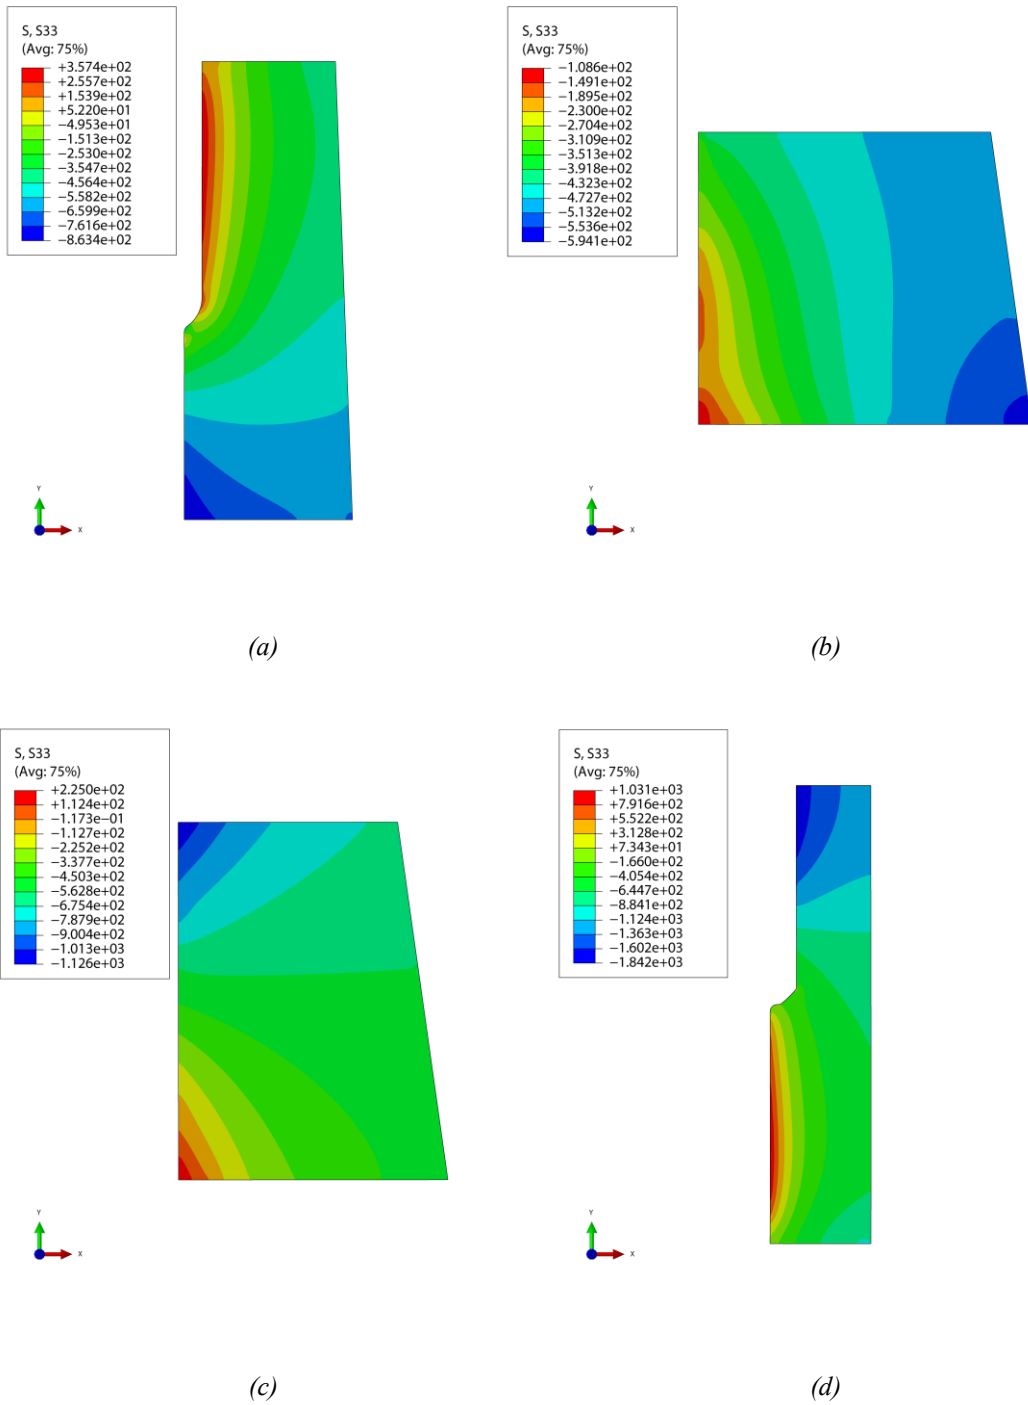 S, S33
(Avg: 75%)
+3.574e+02
+2.557e+02
+1.539e+02
+5.220e+01
−4.953e+01
−1.513e+02
−2.530e+02
−3.547e+02
−4.564e+02
−5.582e+02
−6.599e+02
−7.616e+02
−8.634e+02
Y
X
(a)
S, S33
(Avg: 75%)
−1.086e+02
−1.491e+02
−1.895e+02
−2.300e+02
−2.704e+02
−3.109e+02
−3.513e+02
−3.918e+02
−4.323e+02
−4.727e+02
−5.132e+02
−5.536e+02
−5.941e+02
Y
X
(b)
S, S33
(Avg: 75%)
+2.250e+02
+1.124e+02
−1.173e−01
−1.127e+02
−2.252e+02
−3.377e+02
−4.503e+02
−5.628e+02
−6.754e+02
−7.879e+02
−9.004e+02
−1.013e+03
−1.126e+03
Y
X
(c)
S, S33
(Avg: 75%)
+1.031e+03
+7.916e+02
+5.522e+02
+3.128e+02
+7.343e+01
−1.660e+02
−4.054e+02
−6.447e+02
−8.841e+02
−1.124e+03
−1.363e+03
−1.602e+03
−1.842e+03
Y
X
(d)